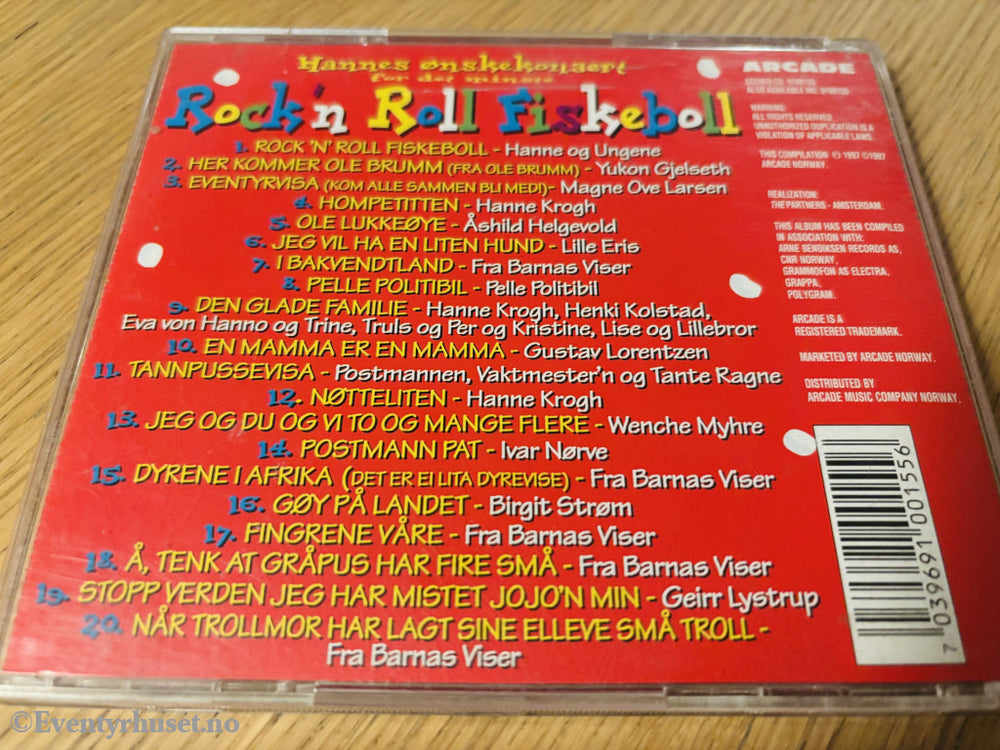 Hannes ønskekonsert
for det minste
Rock'n Roll Fiskeboll
1. ROCK 'N' ROLL FISKEBOLL - Hanne og Ungene
2. HER KOMMER OLE BRUMM (FRA OLE BRUMM) - Yukon Gjelseth
3. EVENTYRVISA (KOM ALLE SAMMEN BLI MED!)- Magne Ove Larsen
4. HOMPETITTEN - Hanne Krogh
5. OLE LUKKEØYE - Åshild Helgevold
6. JEG VIL HA EN LITEN HUND - Lille Eris
7. I BAKVENDTLAND - Fra Barnas Viser
8. PELLE POLITIBIL - Pelle Politibil
9. DEN GLADE FAMILIE - Hanne Krogh, Henki Kolstad,
Eva von Hanno og Trine, Truls og Per og Kristine, Lise og Lillebror
10. EN MAMMA ER EN MAMMA - Gustav Lorentzen
11. TANNPUSSEVISA - Postmannen, Vaktmester'n og Tante Ragne
12. NØTTELITEN - Hanne Krogh
13. JEG OG DU OG VI TO OG MANGE FLERE - Wenche Myhre
14. POSTMANN PAT - Ivar Nørve
15. DYRENE I AFRIKA (DET ER EI LITA DYREVISE) - Fra Barnas Viser
16. GØY PÅ LANDET - Birgit Strøm
17. FINGRENE VÅRE - Fra Barnas Viser
18. Å, TENK AT GRÅPUS HAR FIRE SMÅ - Fra Barnas Viser
19. STOPP VERDEN JEG HAR MISTET JOJO'N MIN - Geirr Lystrup
20. NÅR TROLLMOR HAR LAGT SINE ELLEVE SMÅ TROLL -
Fra Barnas Viser
ARCADE
STEREO CD
ALSO AVAILABLE MC
WARNING:
ALL RIGHTS RESERVED
UNAUTHORIZED DUPLICATION IS A
VIOLATION OF APPLICABLE LAWS.
THIS COMPILATION ℗ 1997 ©1997
ARCADE NORWAY.
REALIZATION:
THE PARTNERS - AMSTERDAM.
THIS ALBUM HAS BEEN COMPILED
IN ASSOCIATION WITH:
ARNE BENDIKSEN RECORDS AS,
CNR NORWAY,
GRAMMOFON AS ELECTRA,
GRAPPA,
POLYGRAM.
ARCADE IS A
REGISTERED TRADEMARK.
MARKETED BY ARCADE NORWAY.
DISTRIBUTED BY
ARCADE MUSIC COMPANY NORWAY.
7 039691 001556
©Eventyrhuset.no